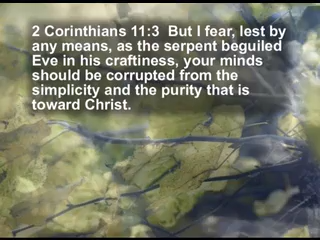 2 Corinthians 11:3  But I fear, lest by
any means, as the serpent beguiled
Eve in his craftiness, your minds
should be corrupted from the
simplicity and the purity that is
toward Christ.